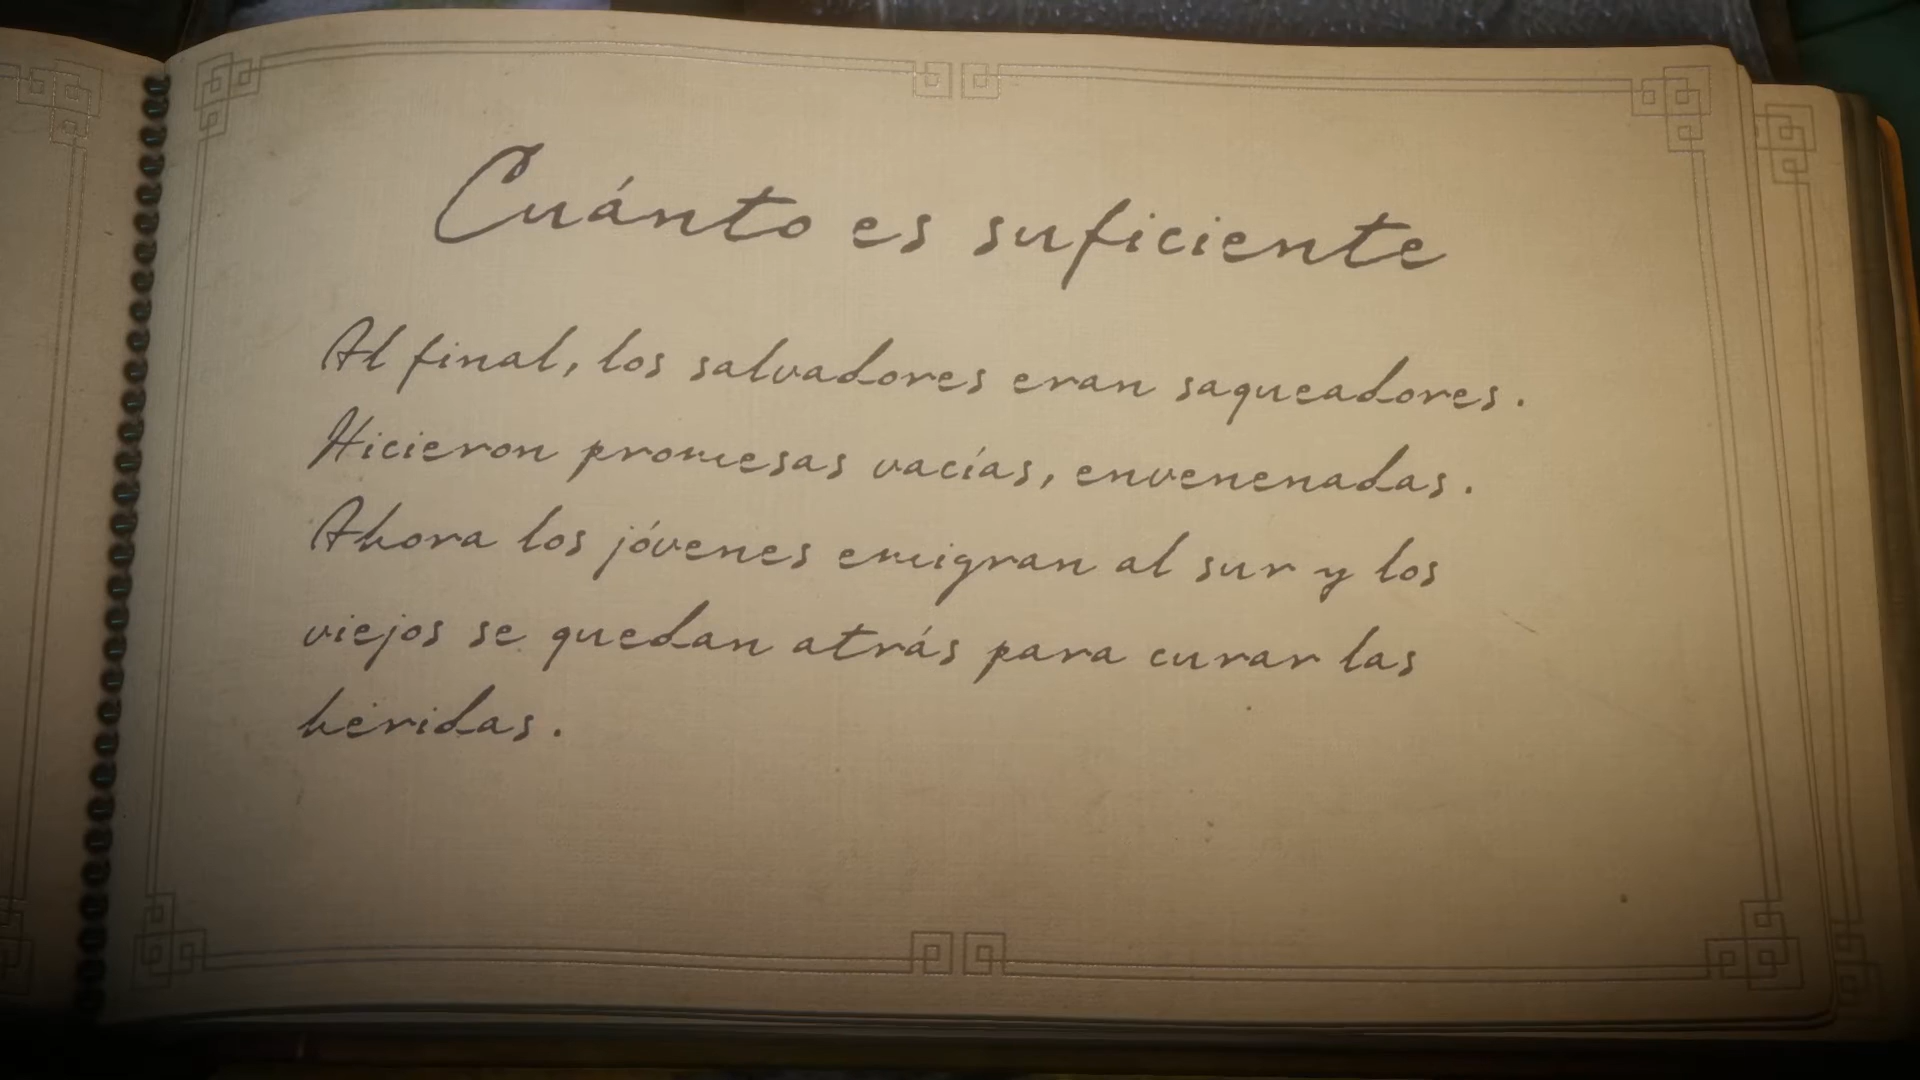 Cuánto es suficiente
Al final, los salvadores eran saqueadores.
Hicieron promesas vacías, envenenadas.
Ahora los jóvenes emigran al sur y los
viejos se quedan atrás para curar las
heridas.